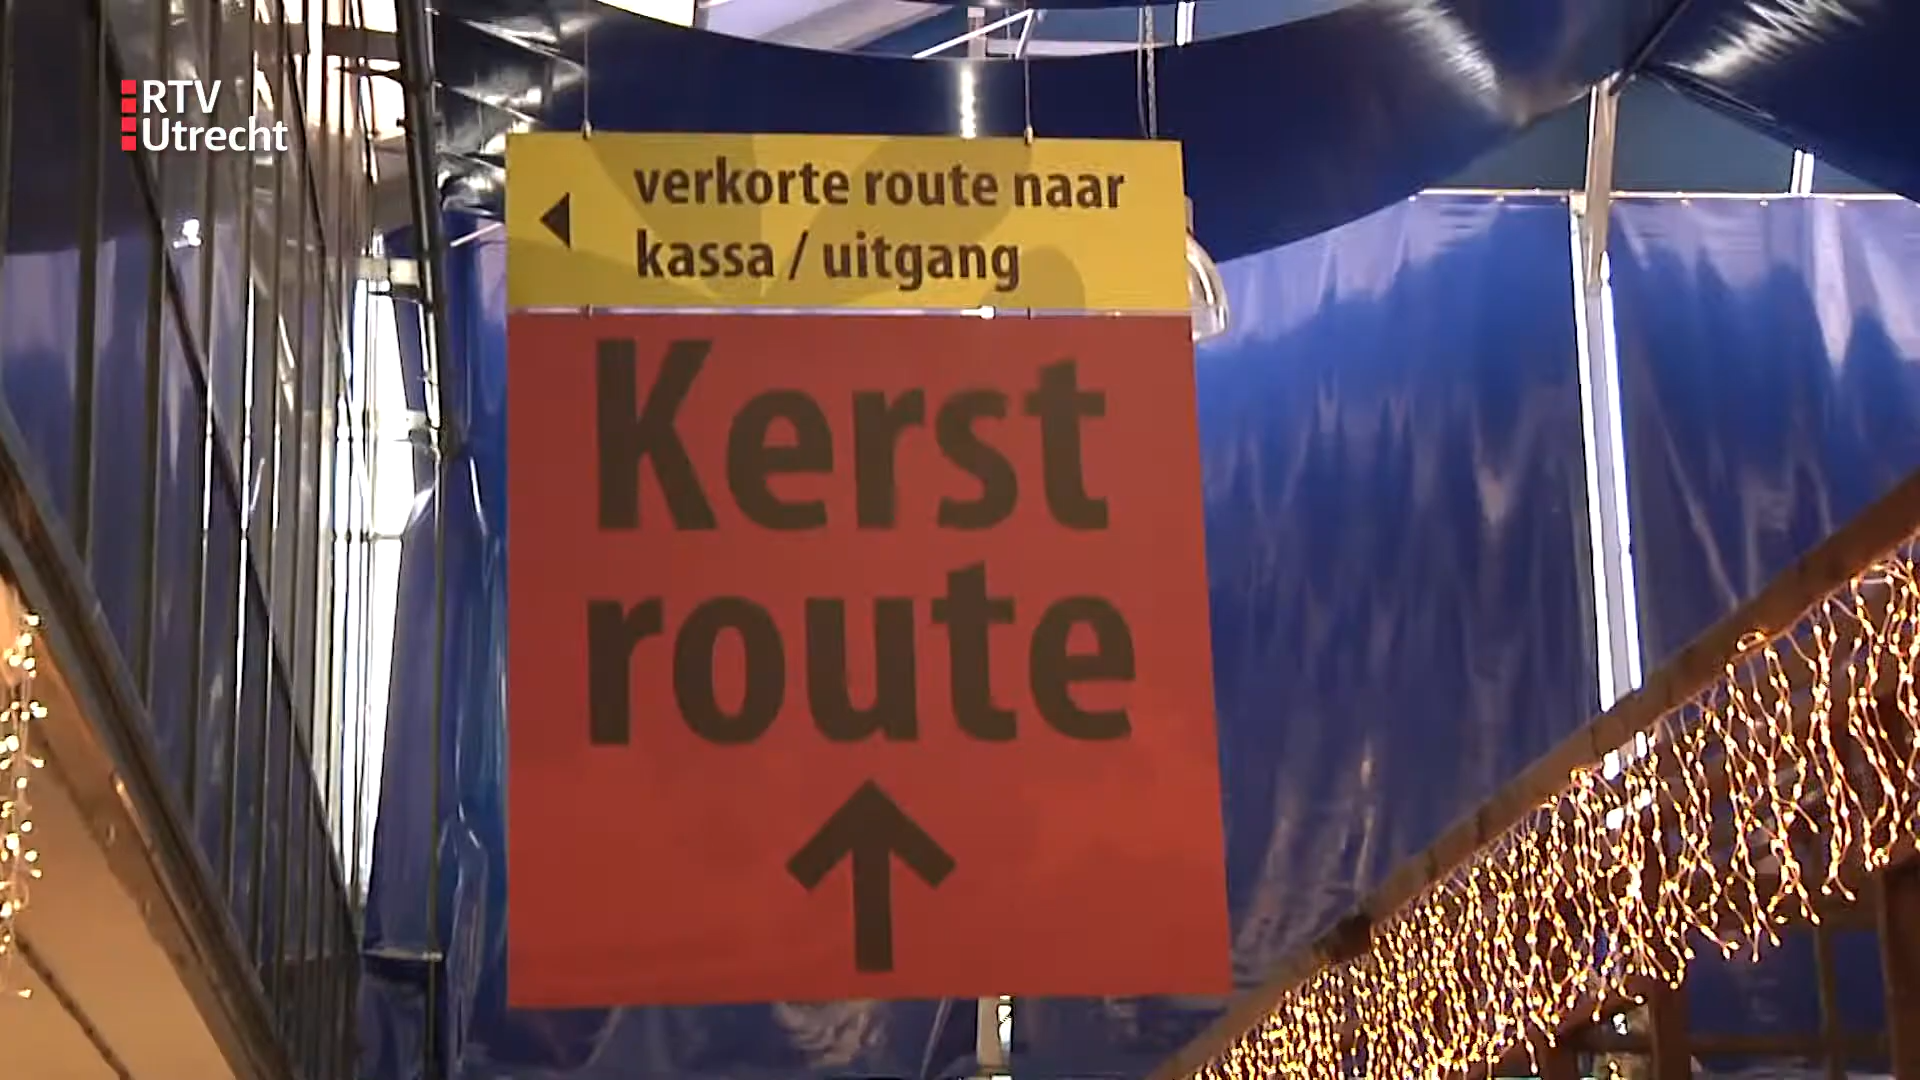 RTV
Utrecht
verkorte route naar
kassa / uitgang
Kerst
route